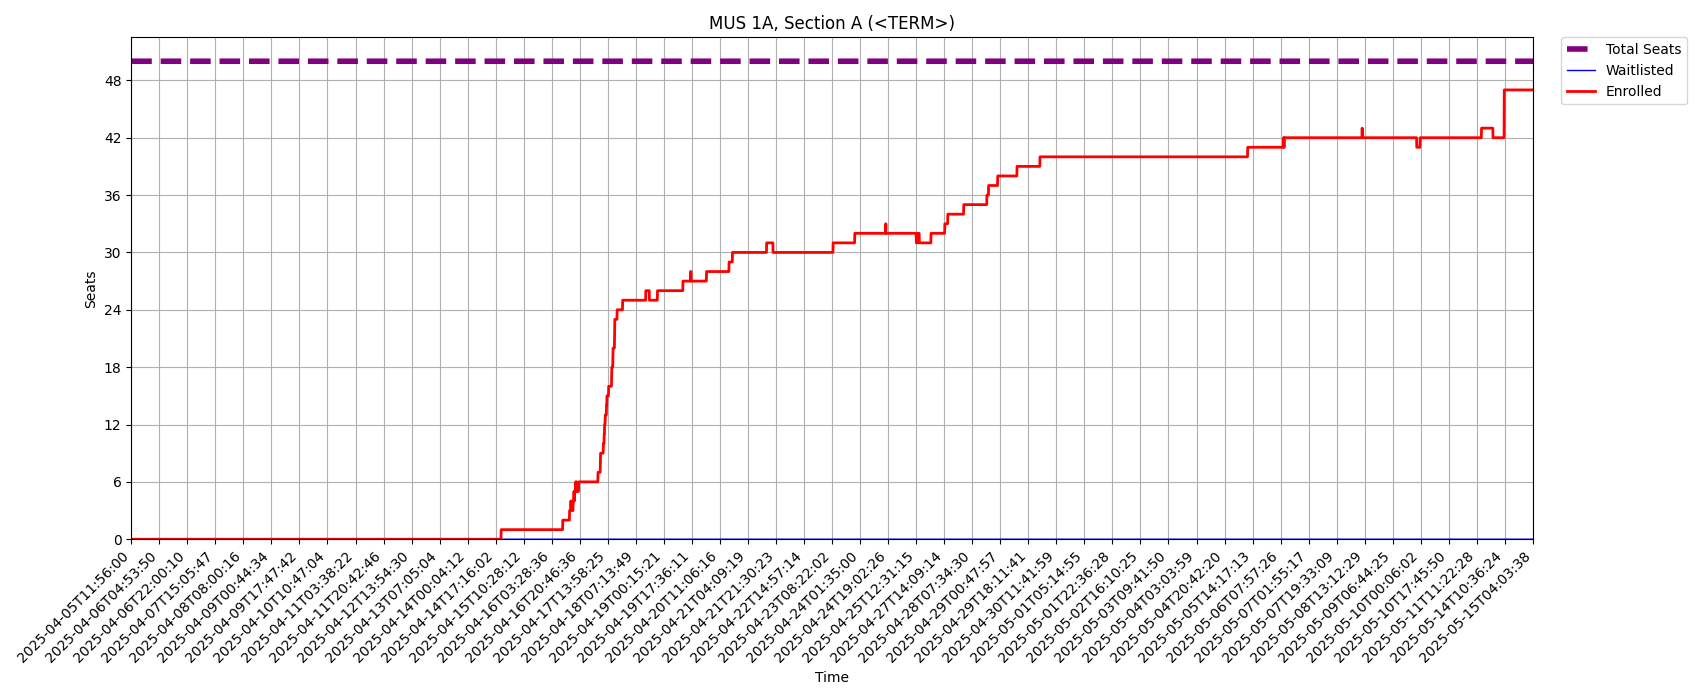 MUS 1A, Section A (<TERM>)
Total Seats
Waitlisted
Enrolled
Seats
48
42
36
30
24
18
12
6
0
2025-04-05T11:56:00
2025-04-06T04:53:50
2025-04-06T22:00:10
2025-04-07T15:05:47
2025-04-08T08:00:16
2025-04-09T00:44:34
2025-04-09T17:47:42
2025-04-10T10:47:04
2025-04-11T03:38:22
2025-04-11T20:42:46
2025-04-12T13:54:30
2025-04-13T07:05:04
2025-04-14T00:04:12
2025-04-14T17:16:02
2025-04-15T10:28:12
2025-04-16T03:28:36
2025-04-16T20:46:36
2025-04-17T13:58:25
2025-04-18T07:13:49
2025-04-19T00:15:21
2025-04-19T17:36:11
2025-04-20T11:06:16
2025-04-21T04:09:19
2025-04-21T21:30:23
2025-04-22T14:57:14
2025-04-23T08:22:02
2025-04-24T01:35:00
2025-04-24T19:02:26
2025-04-25T12:31:15
2025-04-27T14:09:14
2025-04-28T07:34:30
2025-04-29T00:47:57
2025-04-29T18:11:41
2025-04-30T11:41:59
2025-05-01T05:14:55
2025-05-01T22:36:28
2025-05-02T16:10:25
2025-05-03T09:41:50
2025-05-04T03:03:59
2025-05-04T20:42:20
2025-05-05T14:17:13
2025-05-06T07:57:26
2025-05-07T01:55:17
2025-05-07T19:33:09
2025-05-08T13:12:29
2025-05-09T06:44:25
2025-05-10T00:06:02
2025-05-10T17:45:50
2025-05-11T11:22:28
2025-05-14T10:36:24
2025-05-15T04:03:38
Time